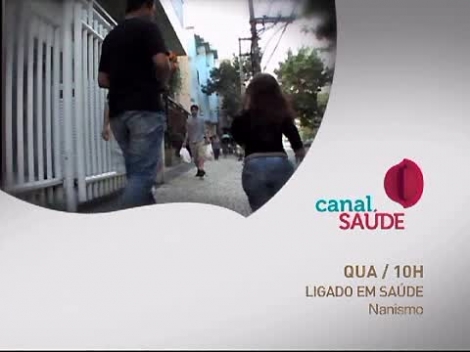 canal
SAÚDE
QUA / 10H
LIGADO EM SAÚDE
Nanismo